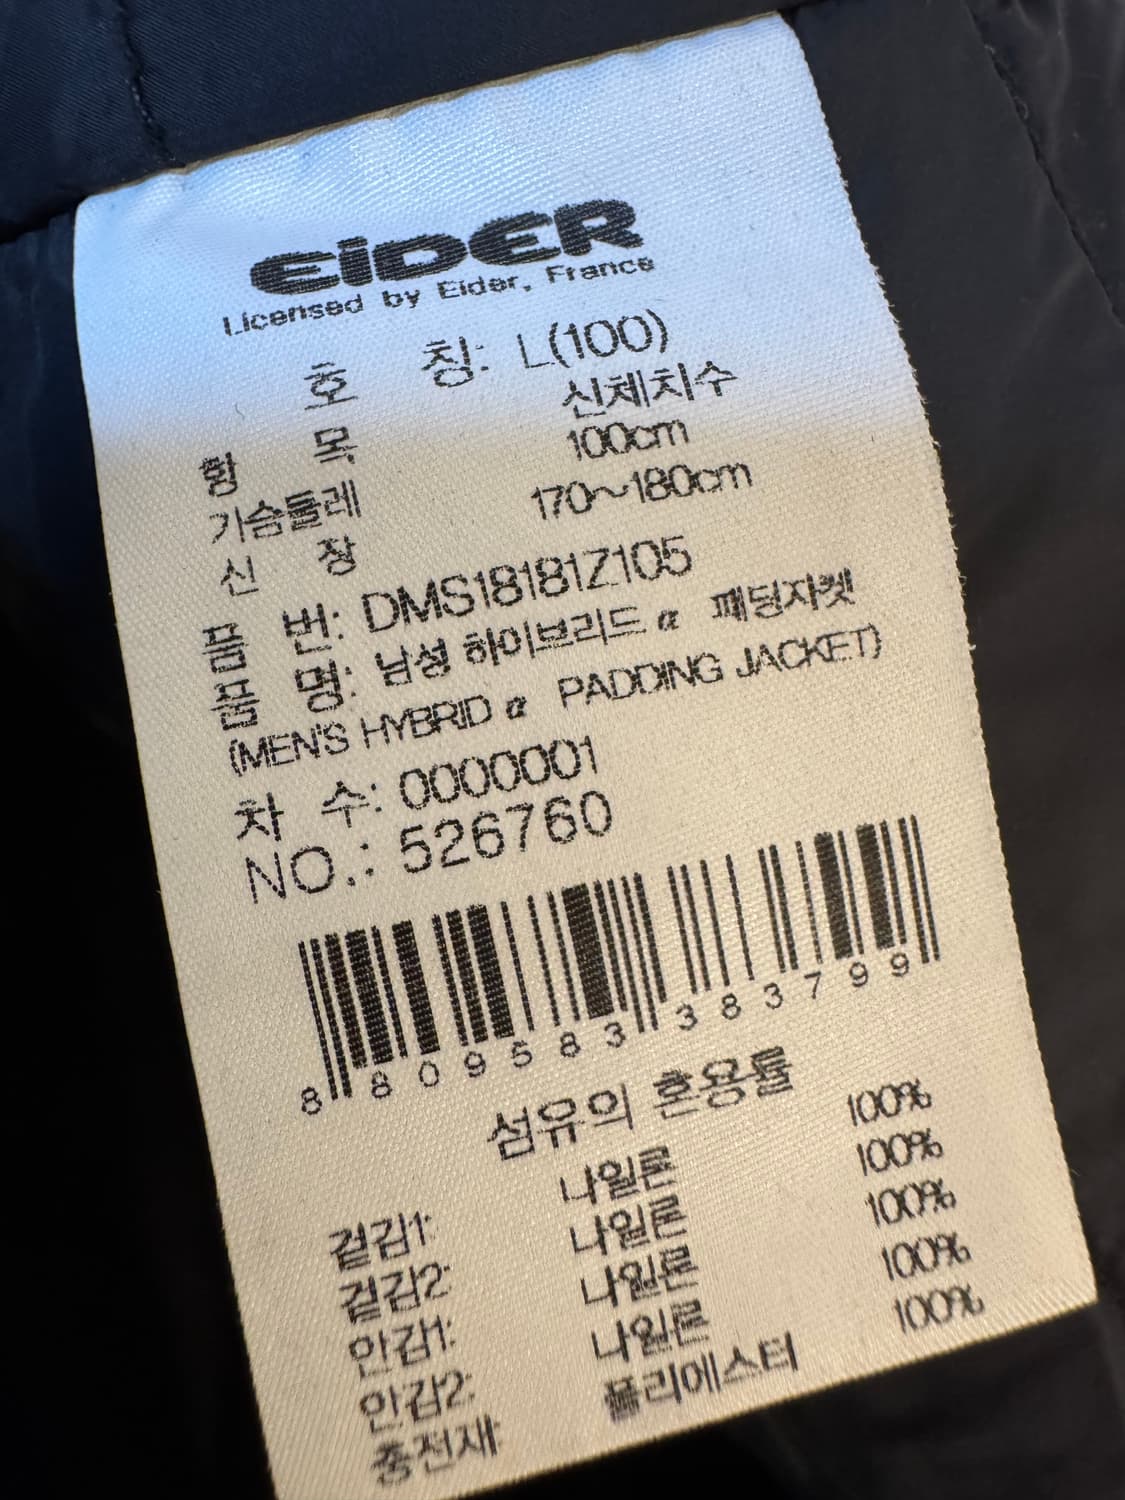 EiDER
Licensed by Eider, France
호 칭: L(100)
항 목 신체치수
가슴둘레 100cm
신 장 170~180cm
품 번: DMS18181Z105
품 명: 남성 하이브리드 α 패딩자켓
(MEN'S HYBRID α PADDING JACKET)
차 수: 0000001
NO.: 526760
8 809583 383799
섬유의 혼용률
겉감1: 나일론 100%
겉감2: 나일론 100%
안감1: 나일론 100%
안감2: 나일론 100%
충전재: 폴리에스터 100%